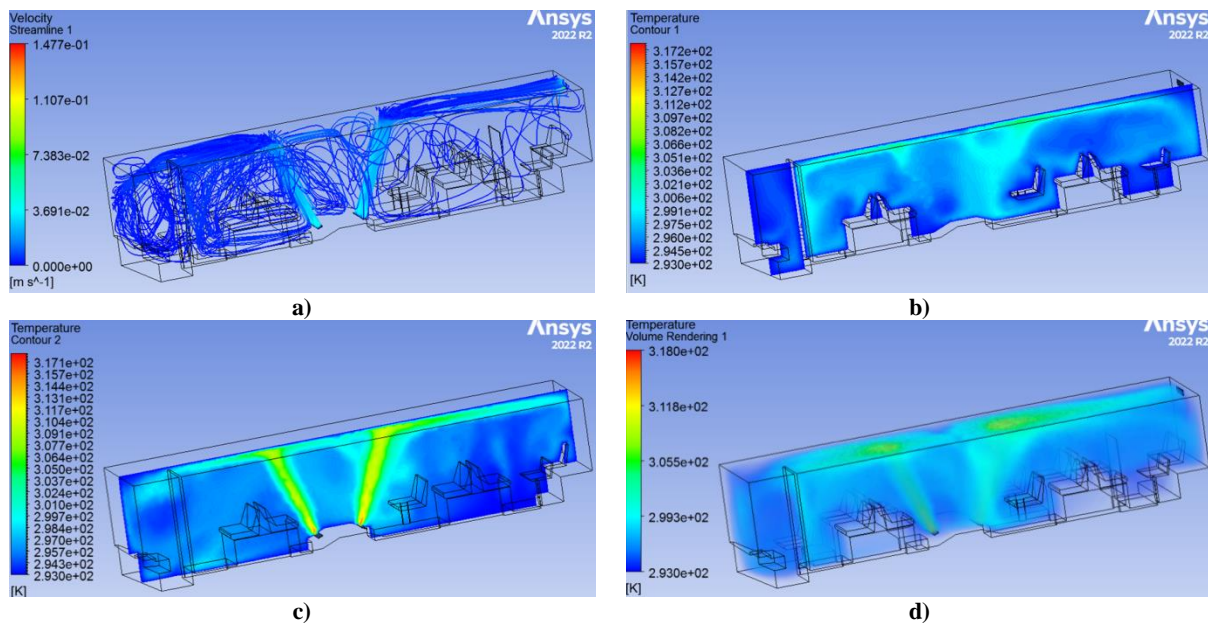 Velocity
Streamline 1
1.477e-01
1.107e-01
7.383e-02
3.691e-02
0.000e+00
[m s^-1]
Ansys
2022 R2
a)
Temperature
Contour 1
3.172e+02
3.157e+02
3.142e+02
3.127e+02
3.112e+02
3.097e+02
3.082e+02
3.066e+02
3.051e+02
3.036e+02
3.021e+02
3.006e+02
2.991e+02
2.975e+02
2.960e+02
2.945e+02
2.930e+02
[K]
Ansys
2022 R2
b)
Temperature
Contour 2
3.171e+02
3.157e+02
3.144e+02
3.131e+02
3.117e+02
3.104e+02
3.091e+02
3.077e+02
3.064e+02
3.050e+02
3.037e+02
3.024e+02
3.010e+02
2.997e+02
2.984e+02
2.970e+02
2.957e+02
2.943e+02
2.930e+02
[K]
Ansys
2022 R2
c)
Temperature
Volume Rendering 1
3.180e+02
3.118e+02
3.055e+02
2.993e+02
2.930e+02
[K]
Ansys
2022 R2
d)